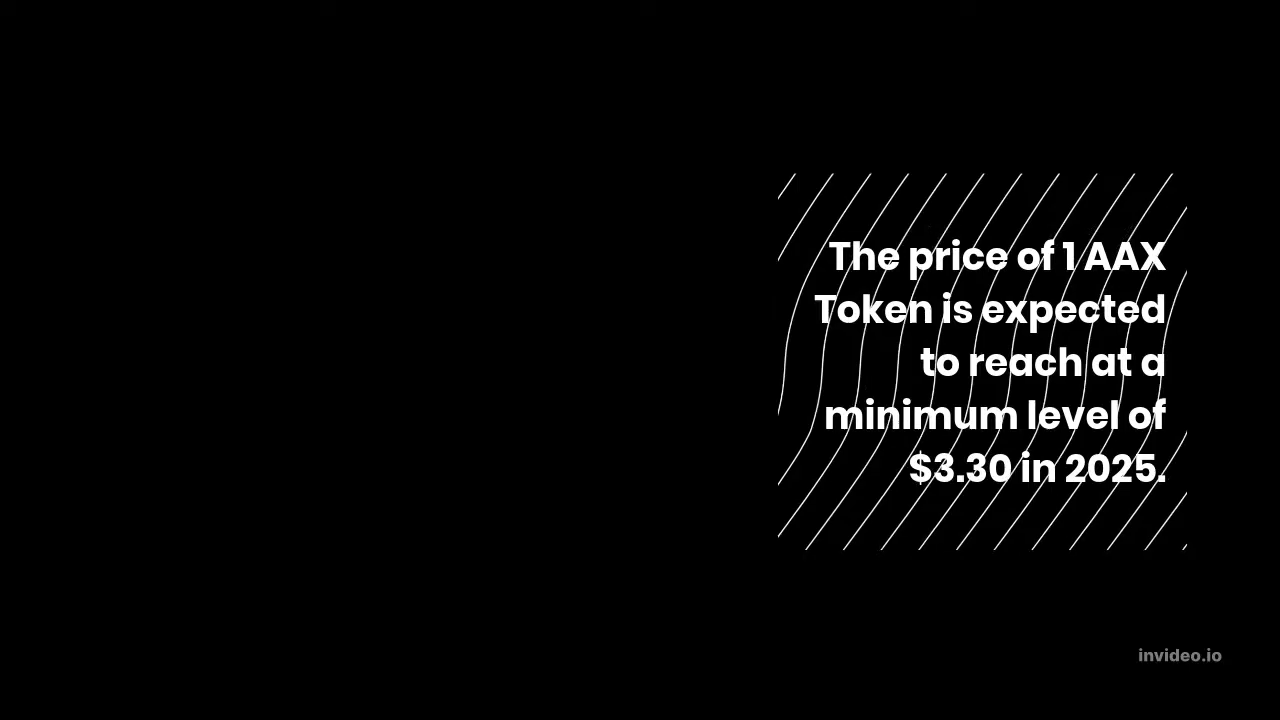 The price of 1 AAX
Token is expected
to reach at a
minimum level of
$3.30 in 2025.
invideo.io